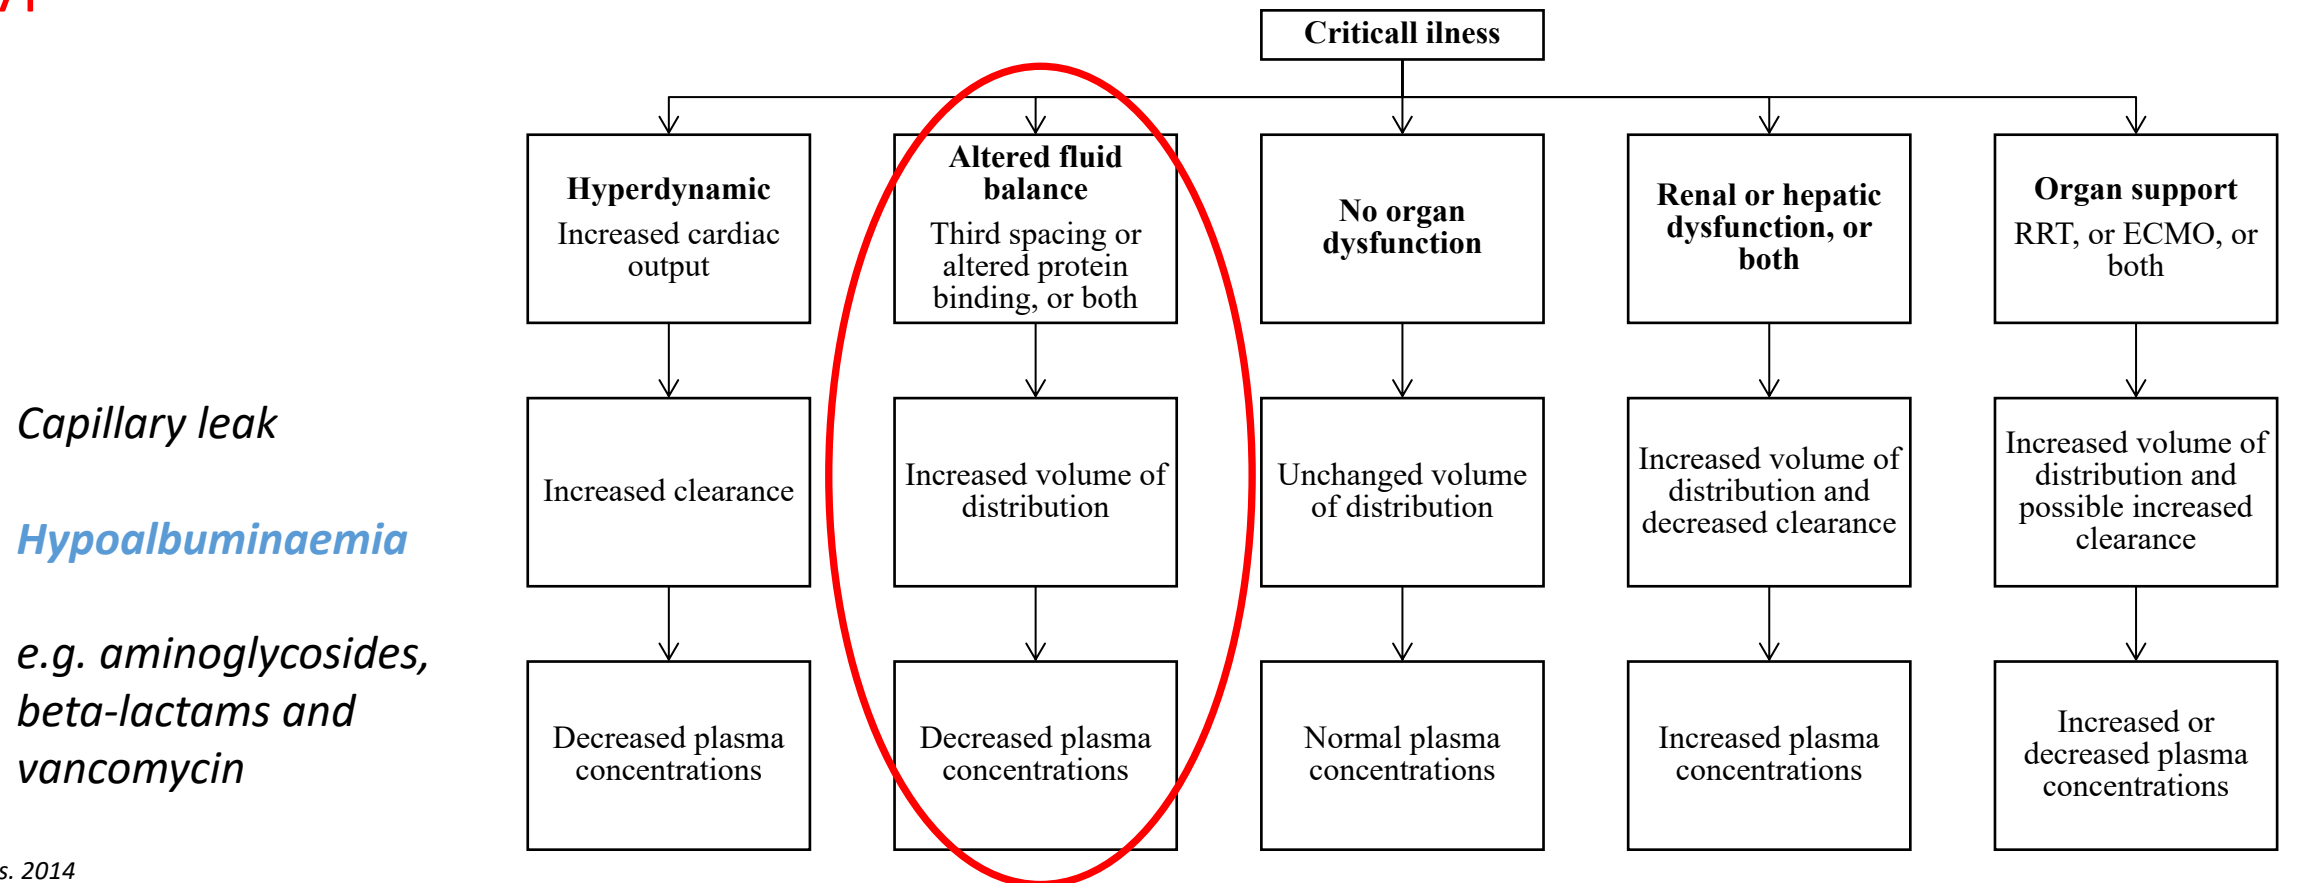 Criticall ilness
Hyperdynamic
Increased cardiac
output
Altered fluid
balance
Third spacing or
altered protein
binding, or both
No organ
dysfunction
Renal or hepatic
dysfunction, or
both
Organ support
RRT, or ECMO, or
both
Increased clearance
Increased volume of
distribution
Unchanged volume
of distribution
Increased volume of
distribution and
decreased clearance
Increased volume of
distribution and
possible increased
clearance
Decreased plasma
concentrations
Decreased plasma
concentrations
Normal plasma
concentrations
Increased plasma
concentrations
Increased or
decreased plasma
concentrations
Capillary leak
Hypoalbuminaemia
e.g. aminoglycosides,
beta-lactams and
vancomycin
s. 2014